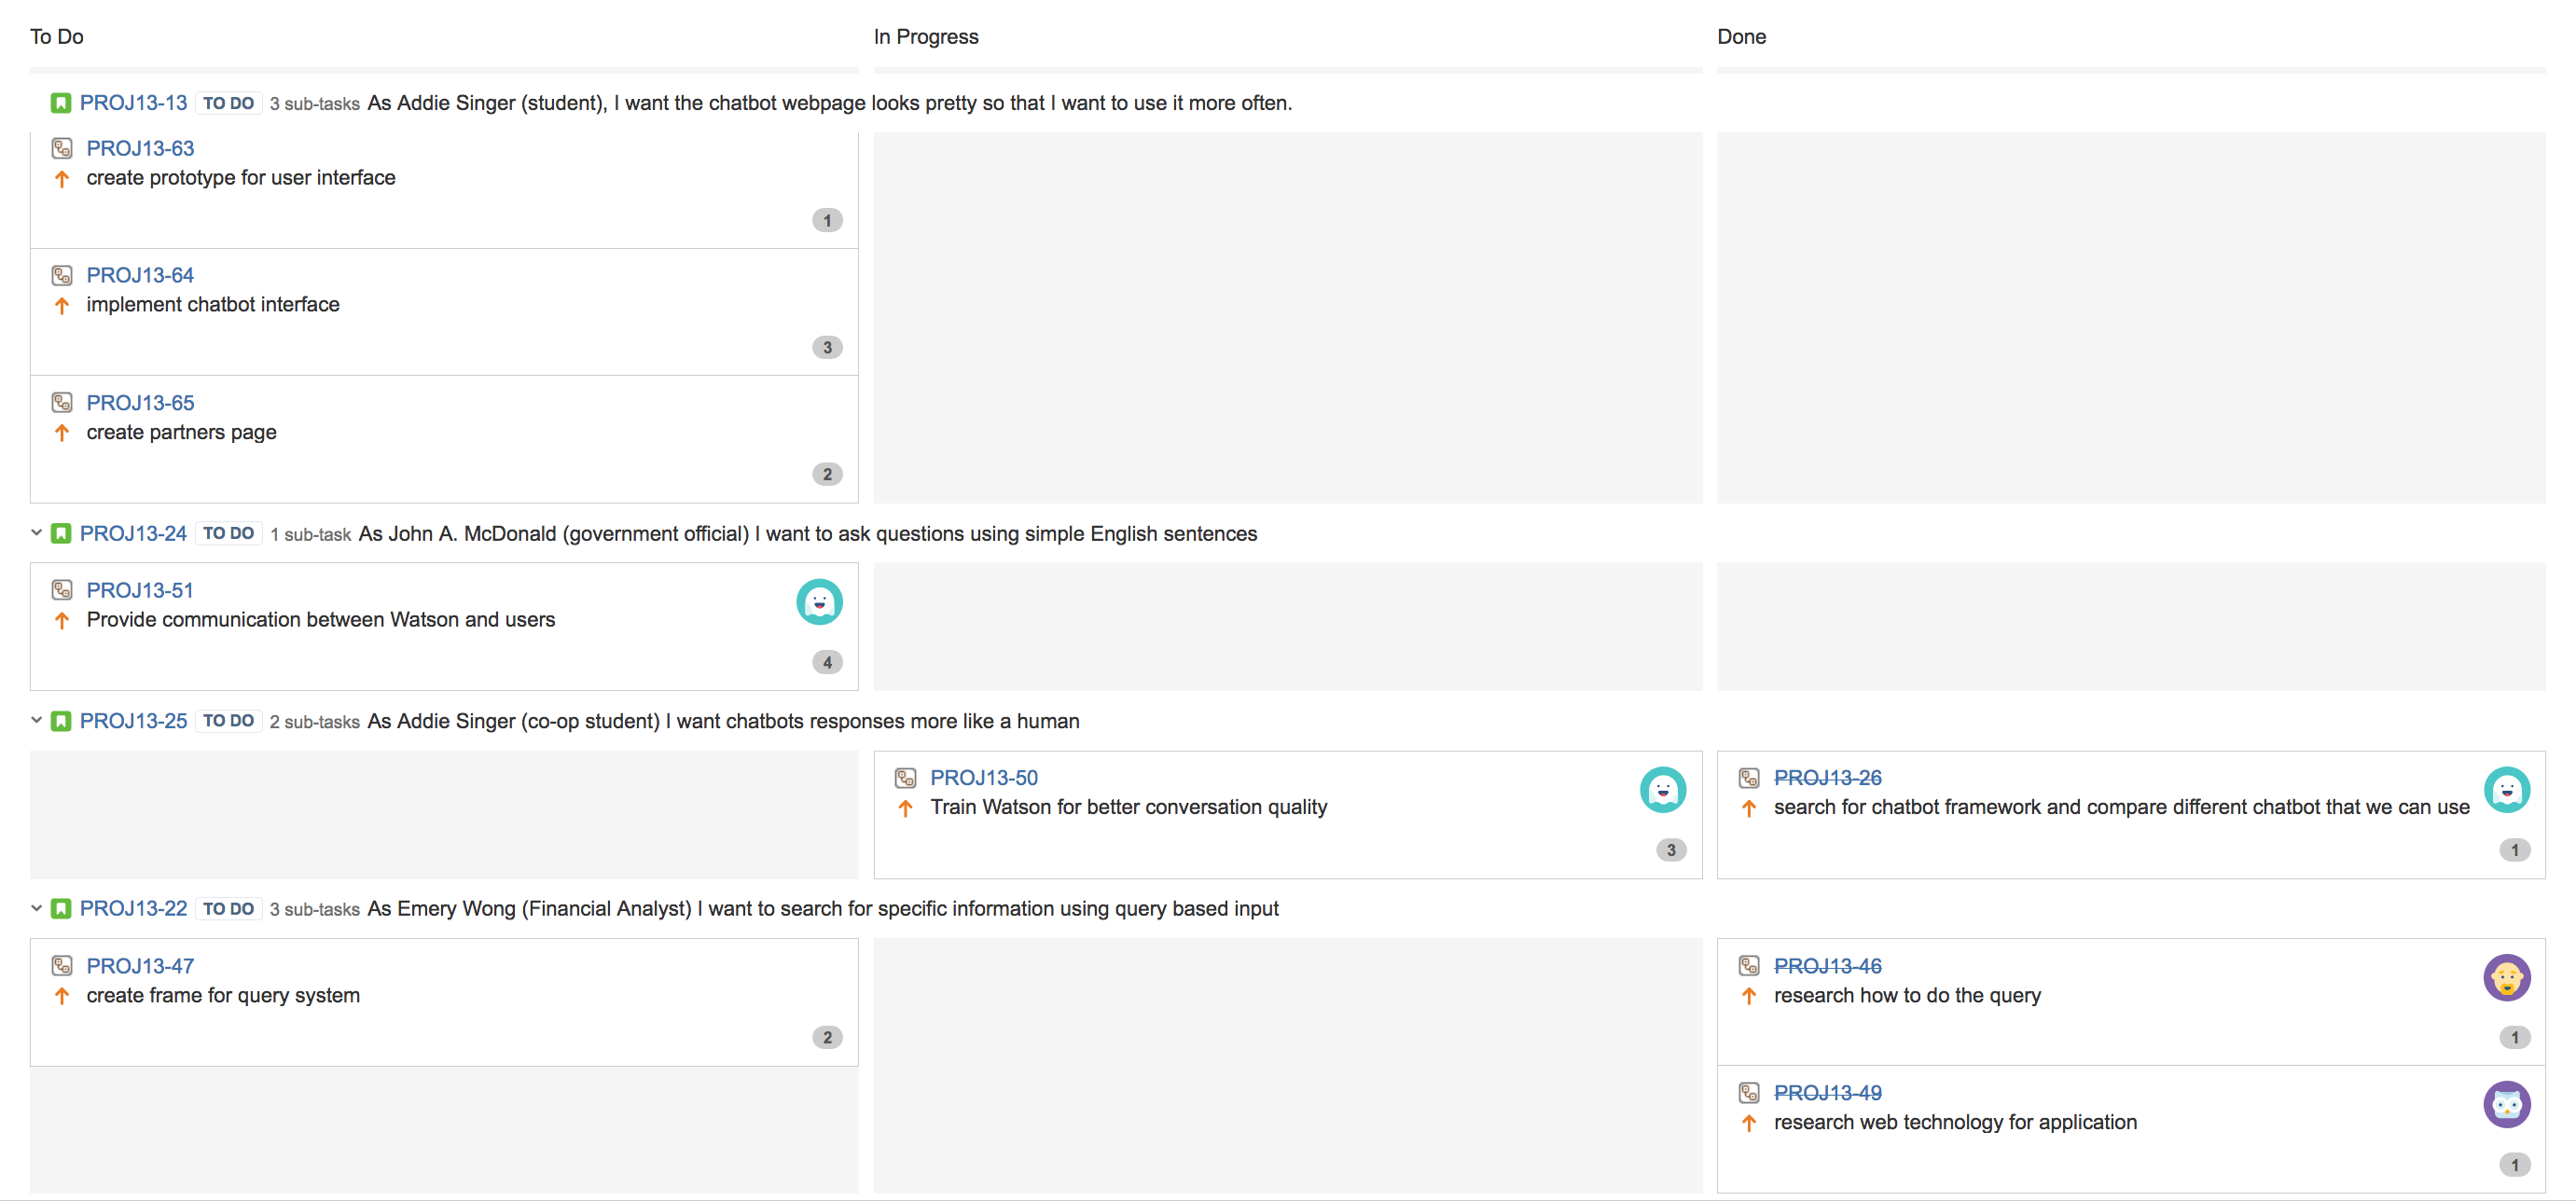 To Do
In Progress
Done
PROJ13-13 TO DO 3 sub-tasks As Addie Singer (student), I want the chatbot webpage looks pretty so that I want to use it more often.
PROJ13-63
create prototype for user interface
1
PROJ13-64
implement chatbot interface
3
PROJ13-65
create partners page
2
PROJ13-24 TO DO 1 sub-task As John A. McDonald (government official) I want to ask questions using simple English sentences
PROJ13-51
Provide communication between Watson and users
4
PROJ13-25 TO DO 2 sub-tasks As Addie Singer (co-op student) I want chatbots responses more like a human
PROJ13-50
Train Watson for better conversation quality
3
PROJ13-26
search for chatbot framework and compare different chatbot that we can use
1
PROJ13-22 TO DO 3 sub-tasks As Emery Wong (Financial Analyst) I want to search for specific information using query based input
PROJ13-47
create frame for query system
2
PROJ13-46
research how to do the query
1
PROJ13-49
research web technology for application
1